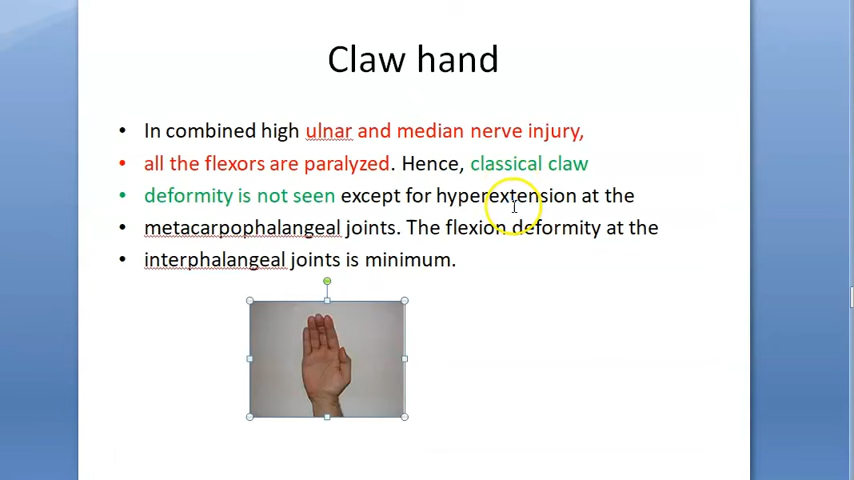 Claw hand
• In combined high ulnar and median nerve injury,
• all the flexors are paralyzed. Hence, classical claw
• deformity is not seen except for hyperextension at the
• metacarpophalangeal joints. The flexion deformity at the
• interphalangeal joints is minimum.